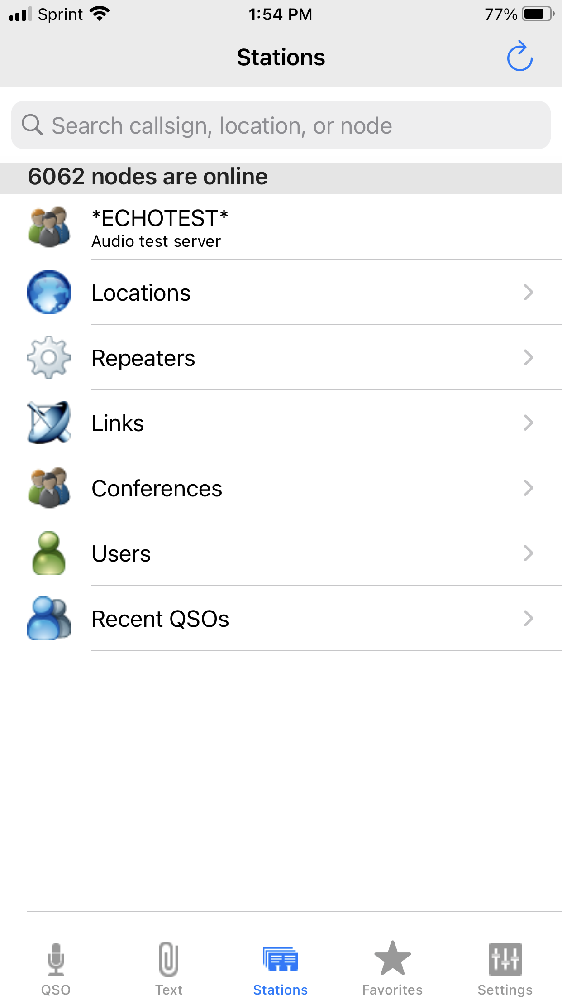 Sprint 1:54 PM 77%
Stations
Search callsign, location, or node
6062 nodes are online
*ECHOTEST*
Audio test server
Locations
Repeaters
Links
Conferences
Users
Recent QSOs
QSO Text Stations Favorites Settings